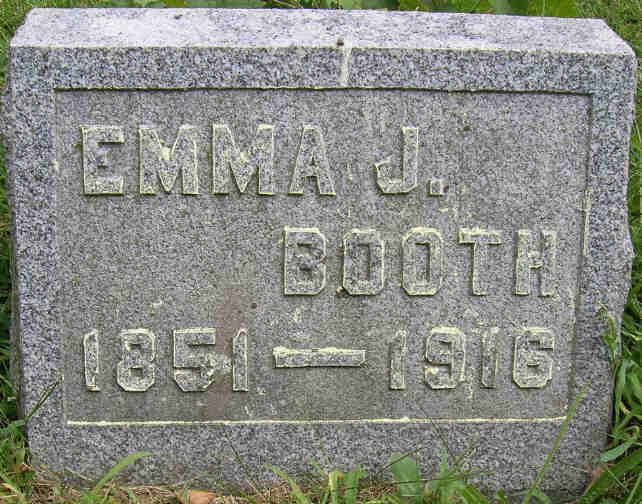 EMMA J.
BOOTH
1851 — 1916